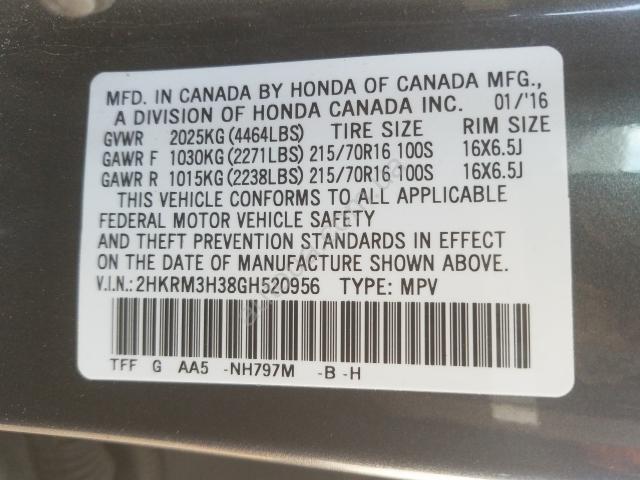 MFD. IN CANADA BY HONDA OF CANADA MFG.,
A DIVISION OF HONDA CANADA INC. 01/'16
GVWR 2025KG(4464LBS) TIRE SIZE RIM SIZE
GAWR F 1030KG(2271LBS) 215/70R16 100S 16X6.5J
GAWR R 1015KG(2238LBS) 215/70R16 100S 16X6.5J
THIS VEHICLE CONFORMS TO ALL APPLICABLE
FEDERAL MOTOR VEHICLE SAFETY
AND THEFT PREVENTION STANDARDS IN EFFECT
ON THE DATE OF MANUFACTURE SHOWN ABOVE.
V.I.N.: 2HKRM3H38GH520956 TYPE: MPV
TFF G AA5 -NH797M -B -H